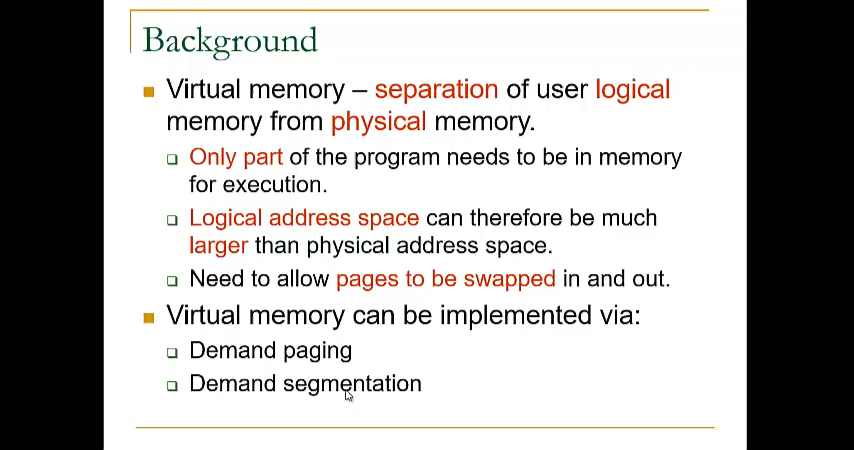 Background
Virtual memory – separation of user logical
memory from physical memory.
Only part of the program needs to be in memory
for execution.
Logical address space can therefore be much
larger than physical address space.
Need to allow pages to be swapped in and out.
Virtual memory can be implemented via:
Demand paging
Demand segmentation